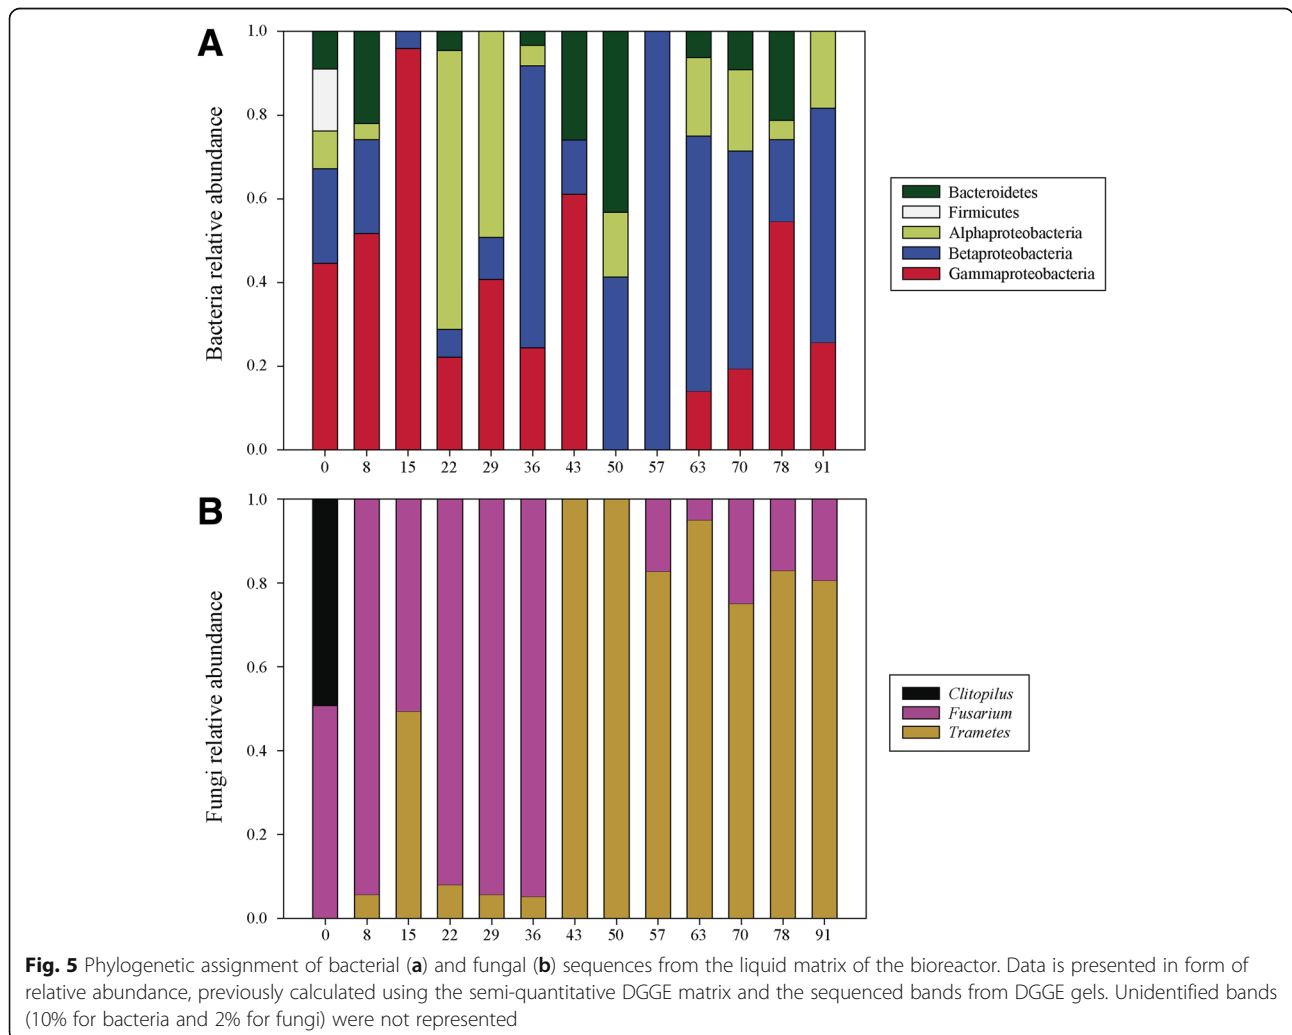 A
Bacteria relative abundance
1.0
0.8
0.6
0.4
0.2
0.0
0 8 15 22 29 36 43 50 57 63 70 78 91
Bacteroidetes
Firmicutes
Alphaproteobacteria
Betaproteobacteria
Gammaproteobacteria
B
Fungi relative abundance
1.0
0.8
0.6
0.4
0.2
0.0
0 8 15 22 29 36 43 50 57 63 70 78 91
Clitopilus
Fusarium
Trametes
Fig. 5 Phylogenetic assignment of bacterial (a) and fungal (b) sequences from the liquid matrix of the bioreactor. Data is presented in form of
relative abundance, previously calculated using the semi-quantitative DGGE matrix and the sequenced bands from DGGE gels. Unidentified bands
(10% for bacteria and 2% for fungi) were not represented